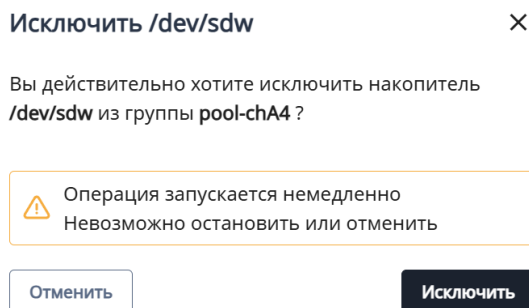 Исключить /dev/sdw
Вы действительно хотите исключить накопитель
/dev/sdw из группы pool-chA4 ?
Операция запускается немедленно
Невозможно остановить или отменить
Отменить
Исключить